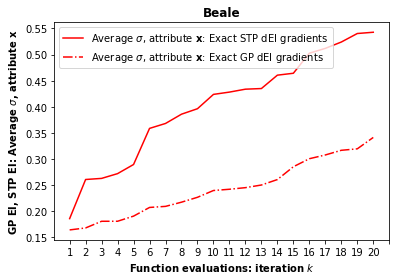 Beale
Average σ, attribute x: Exact STP dEI gradients
Average σ, attribute x: Exact GP dEI gradients
GP EI, STP EI: Average σ, attribute x
0.55
0.50
0.45
0.40
0.35
0.30
0.25
0.20
0.15
1 2 3 4 5 6 7 8 9 10 11 12 13 14 15 16 17 18 19 20
Function evaluations: iteration k